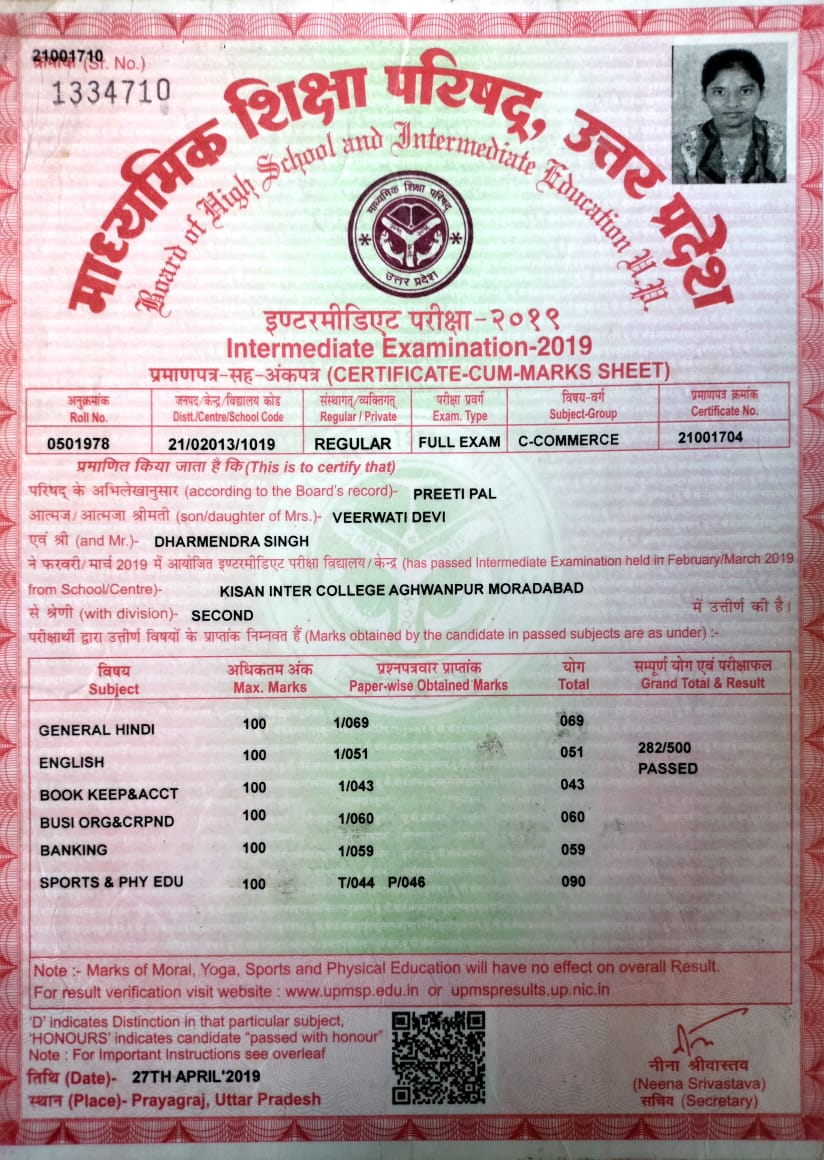 21001710
क्रमांक (Sr. No.)
1334710
माध्यमिक शिक्षा परिषद्, उत्तर प्रदेश
Board of High School and Intermediate Education U.P.
माध्यमिक शिक्षा परिषद्
उत्तर प्रदेश
इण्टरमीडिएट परीक्षा-२०१९
Intermediate Examination-2019
प्रमाणपत्र-सह-अंकपत्र (CERTIFICATE-CUM-MARKS SHEET)
अनुक्रमांक जनपद/केन्द्र/विद्यालय कोड संस्थागत्/व्यक्तिगत् परीक्षा प्रवर्ग विषय-वर्ग प्रमाणपत्र क्रमांक
Roll No. Distt./Centre/School Code Regular / Private Exam. Type Subject-Group Certificate No.
0501978 21/02013/1019 REGULAR FULL EXAM C-COMMERCE 21001704
प्रमाणित किया जाता है कि (This is to certify that)
परिषद् के अभिलेखानुसार (according to the Board's record)- PREETI PAL
आत्मज/आत्मजा श्रीमती (son/daughter of Mrs.)- VEERWATI DEVI
एवं श्री (and Mr.)- DHARMENDRA SINGH
ने फरवरी/मार्च 2019 में आयोजित इण्टरमीडिएट परीक्षा विद्यालय/केन्द्र (has passed Intermediate Examination held in February/March 2019
from School/Centre)- KISAN INTER COLLEGE AGHWANPUR MORADABAD
से श्रेणी (with division)- SECOND में उत्तीर्ण की है।
परीक्षार्थी द्वारा उत्तीर्ण विषयों के प्राप्तांक निम्नवत हैं (Marks obtained by the candidate in passed subjects are as under) :-
विषय अधिकतम अंक प्रश्नपत्रवार प्राप्तांक योग सम्पूर्ण योग एवं परीक्षाफल
Subject Max. Marks Paper-wise Obtained Marks Total Grand Total & Result
GENERAL HINDI 100 1/069 069
ENGLISH 100 1/051 051 282/500
PASSED
BOOK KEEP&ACCT 100 1/043 043
BUSI ORG&CRPND 100 1/060 060
BANKING 100 1/059 059
SPORTS & PHY EDU 100 T/044 P/046 090
Note :- Marks of Moral, Yoga, Sports and Physical Education will have no effect on overall Result.
For result verification visit website : www.upmsp.edu.in or upmspresults.up.nic.in
'D' indicates Distinction in that particular subject,
'HONOURS' indicates candidate "passed with honour"
Note : For Important Instructions see overleaf
तिथि (Date)- 27TH APRIL'2019
स्थान (Place)- Prayagraj, Uttar Pradesh
नीना श्रीवास्तव
(Neena Srivastava)
सचिव (Secretary)